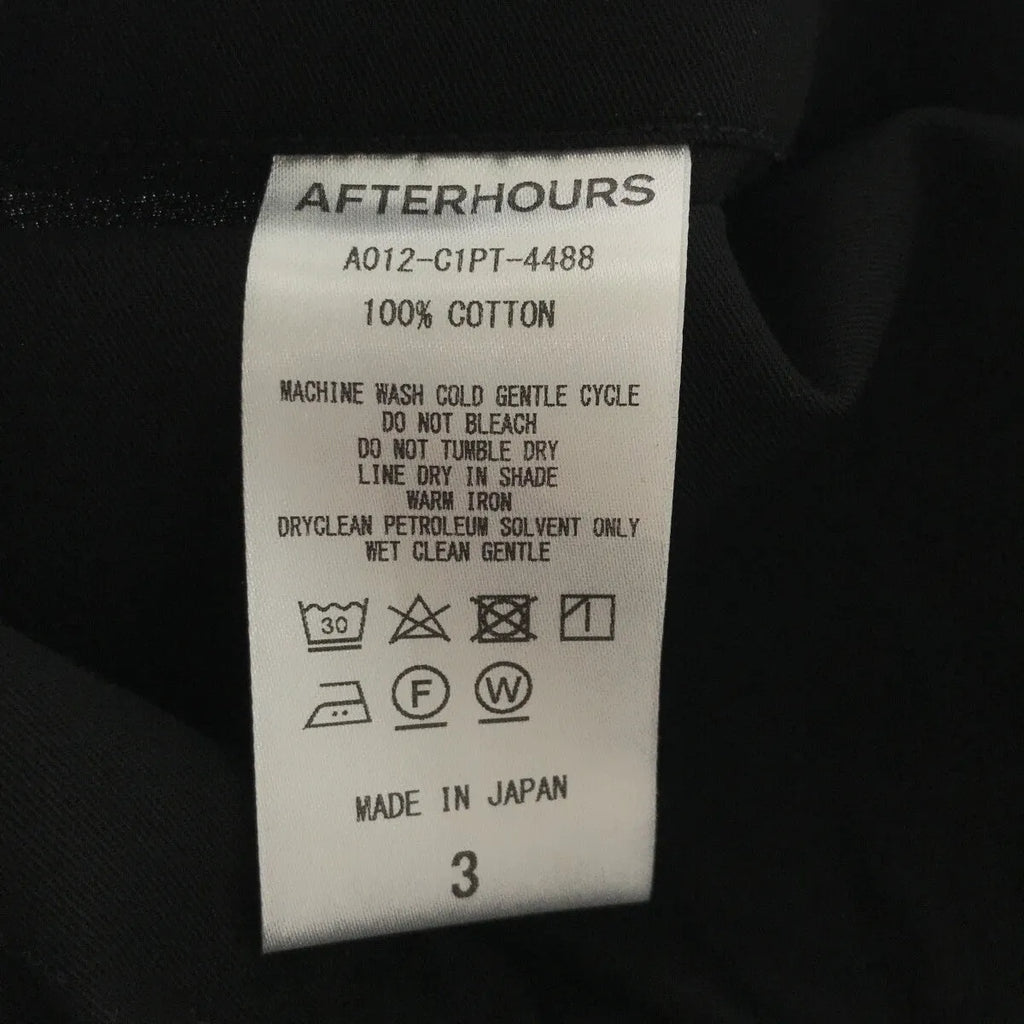 AFTERHOURS
A012-C1PT-4488
100% COTTON
MACHINE WASH COLD GENTLE CYCLE
DO NOT BLEACH
DO NOT TUMBLE DRY
LINE DRY IN SHADE
WARM IRON
DRYCLEAN PETROLEUM SOLVENT ONLY
WET CLEAN GENTLE
30
F W
MADE IN JAPAN
3